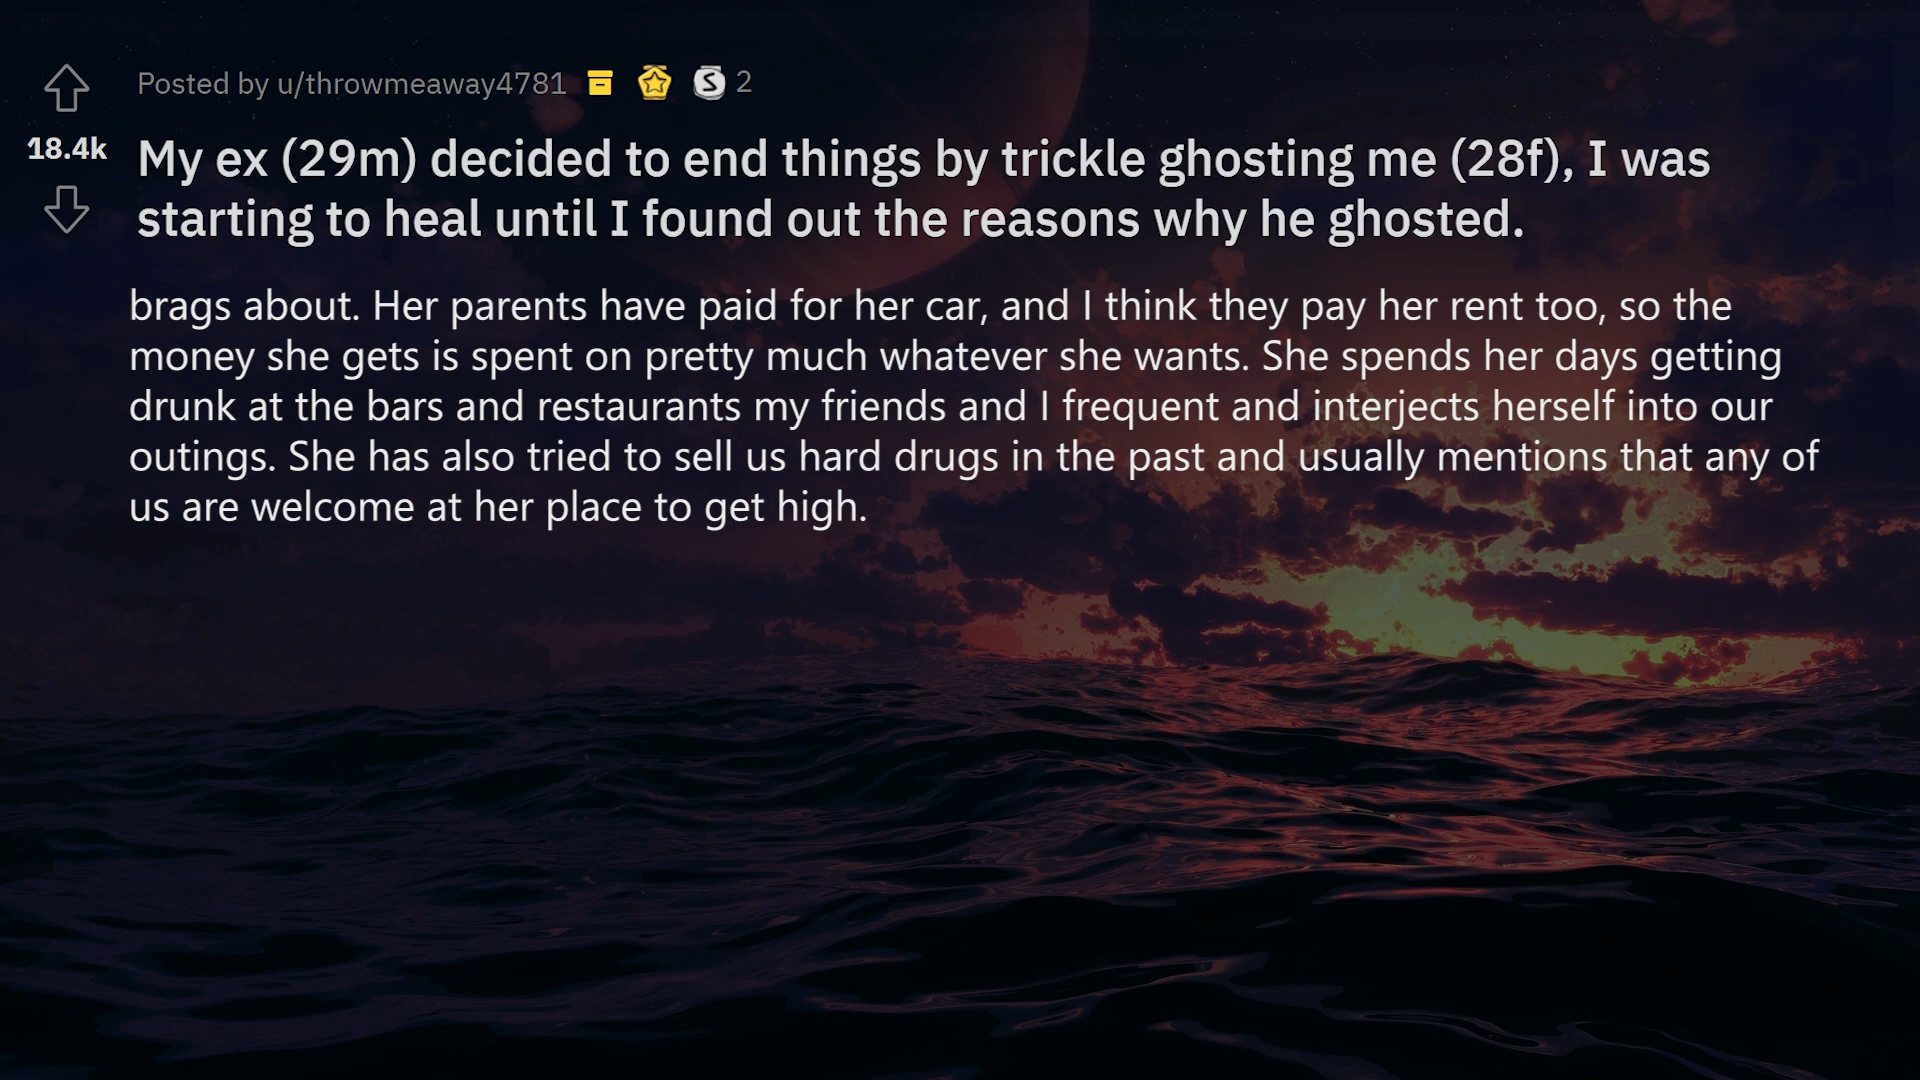 Posted by u/throwmeaway4781 2
18.4k
My ex (29m) decided to end things by trickle ghosting me (28f), I was
starting to heal until I found out the reasons why he ghosted.
brags about. Her parents have paid for her car, and I think they pay her rent too, so the
money she gets is spent on pretty much whatever she wants. She spends her days getting
drunk at the bars and restaurants my friends and I frequent and interjects herself into our
outings. She has also tried to sell us hard drugs in the past and usually mentions that any of
us are welcome at her place to get high.